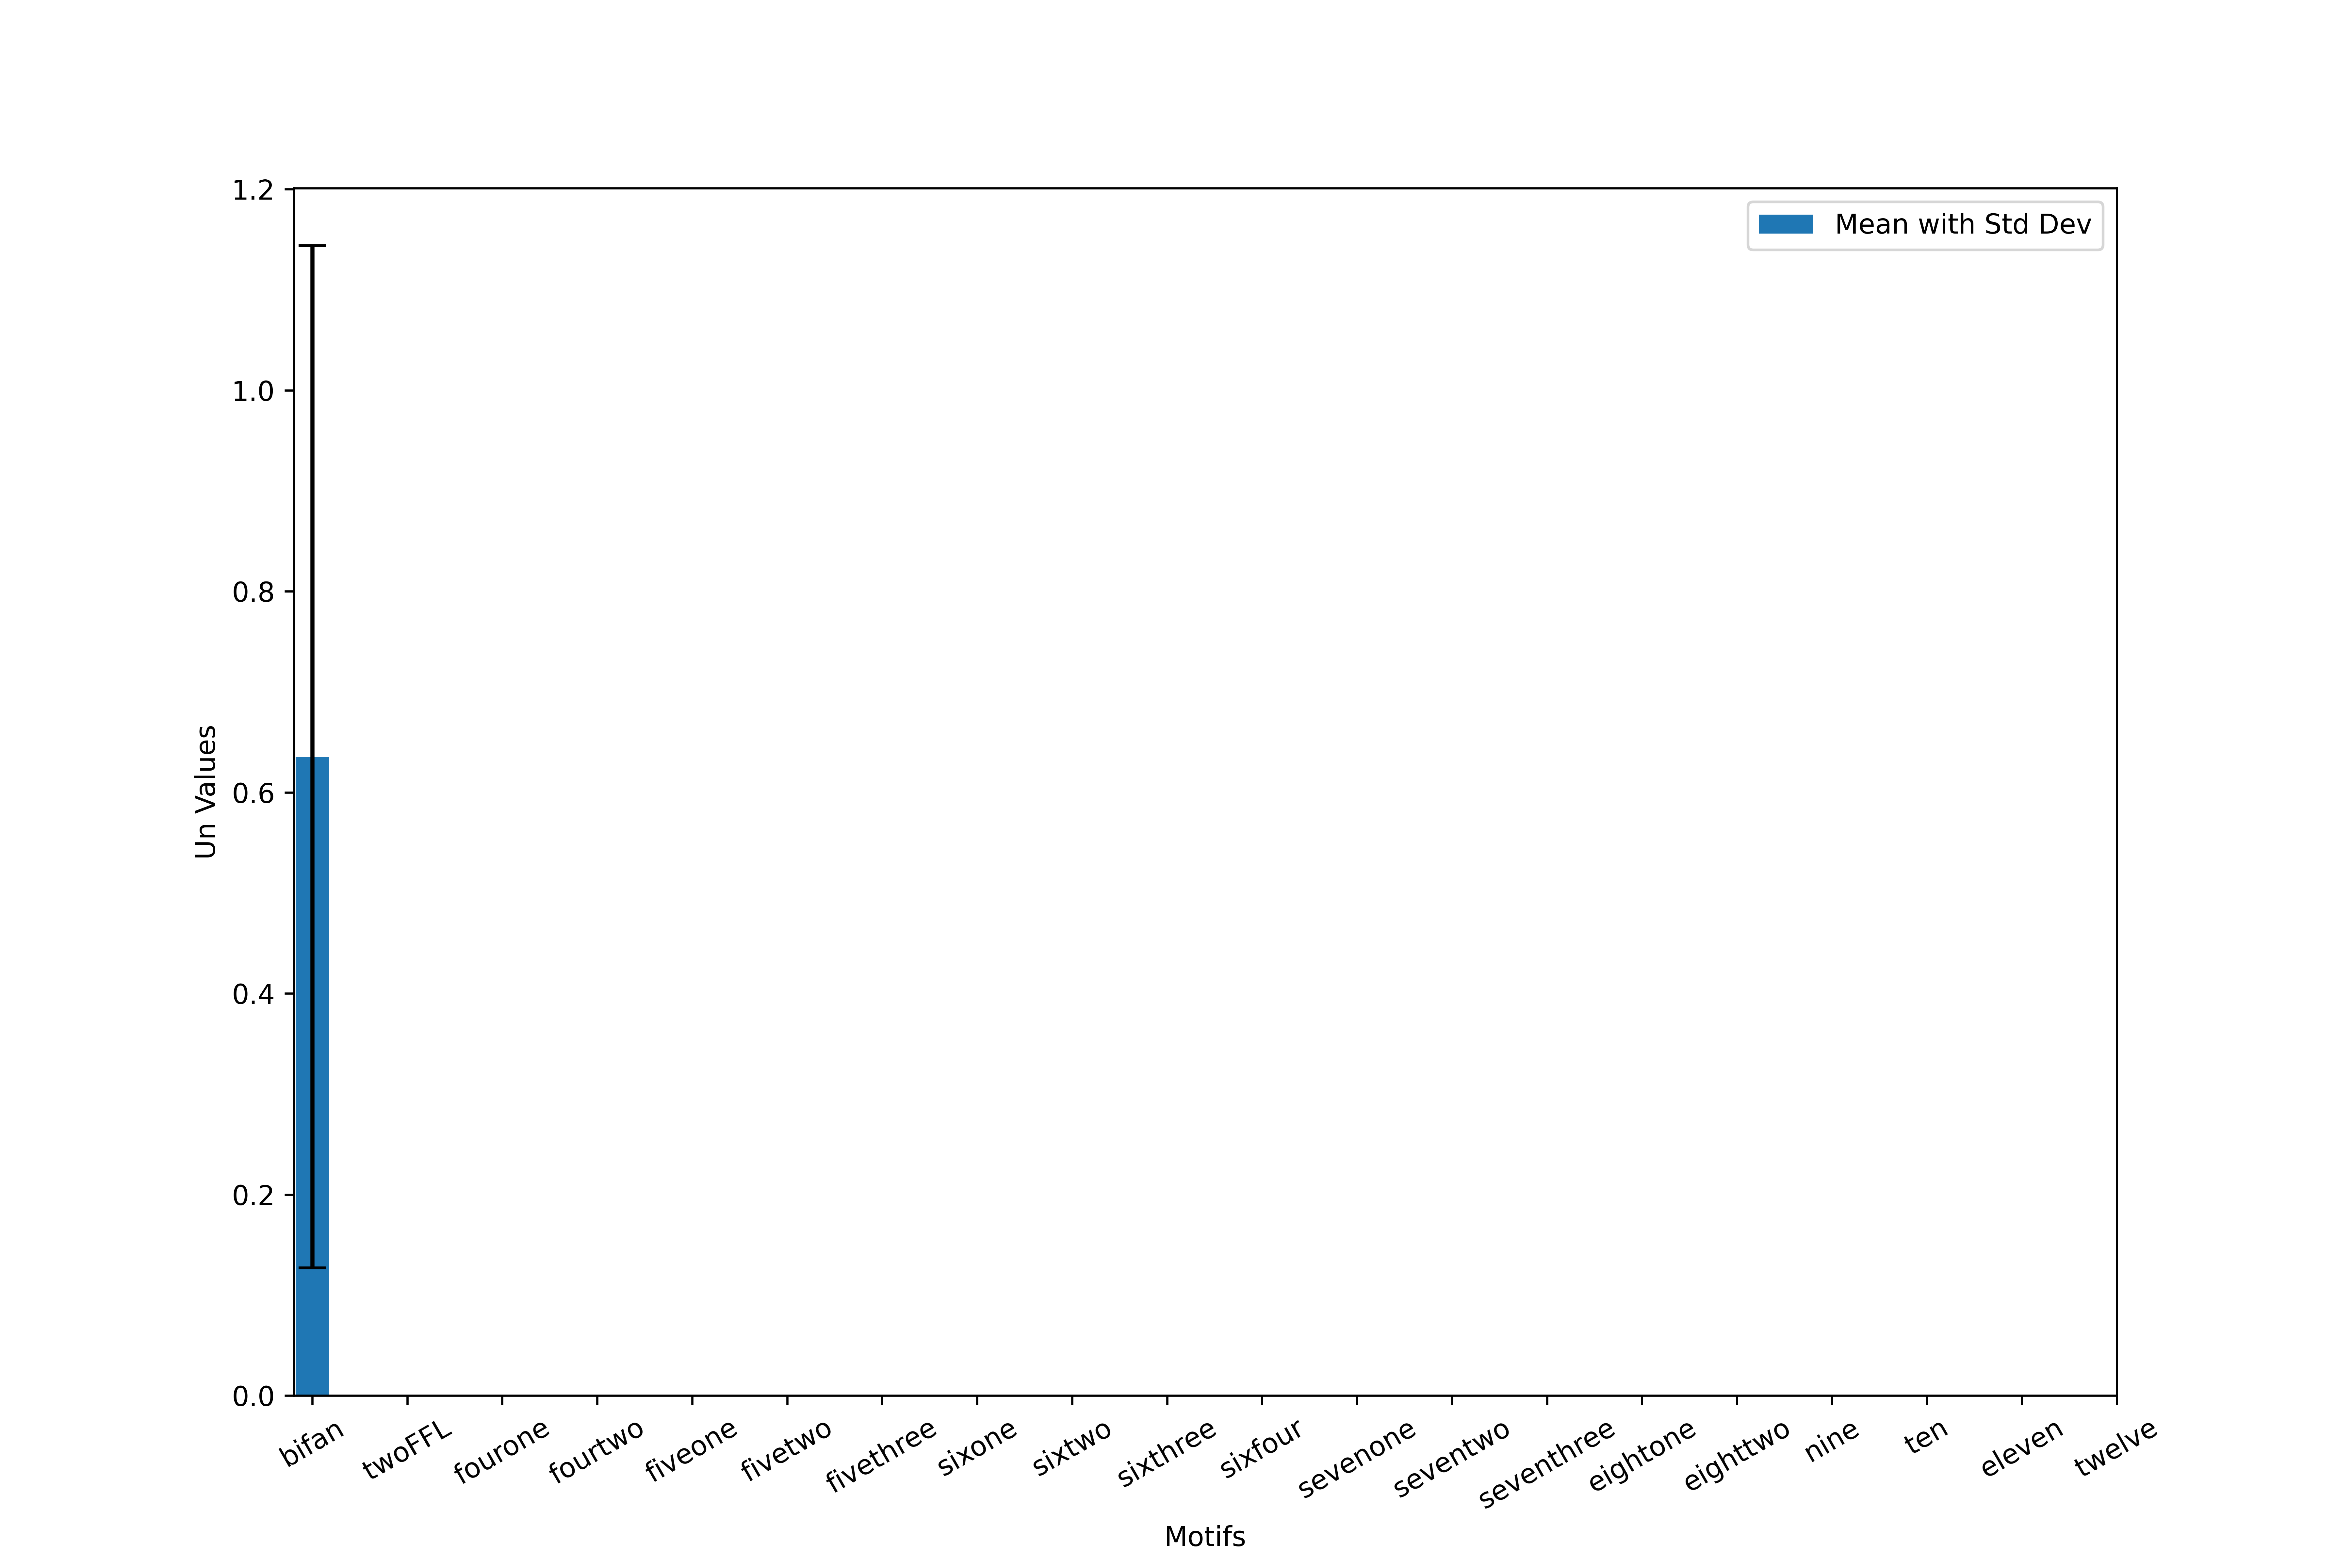 1.2
Mean with Std Dev
1.0
0.8
0.6
0.4
0.2
0.0
Un Values
bifan
twoFFL
fourone
fourtwo
fiveone
fivetwo
fivethree
sixone
sixtwo
sixthree
sixfour
sevenone
seventwo
seventhree
eightone
eighttwo
nine
ten
eleven
twelve
Motifs